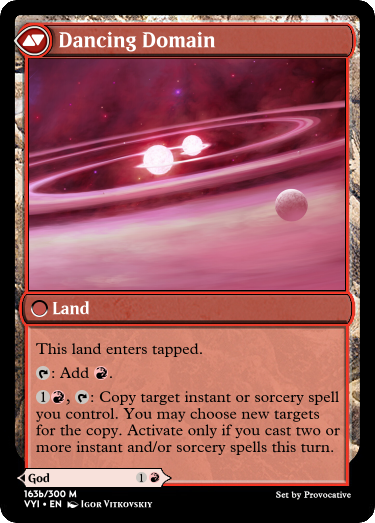 Dancing Domain
Land
This land enters tapped.
: Add .
1 , : Copy target instant or sorcery spell
you control. You may choose new targets
for the copy. Activate only if you cast two or
more instant and/or sorcery spells this turn.
God 1
163b/300 M
VYI • EN Igor Vitkovskiy
Set by Provocative